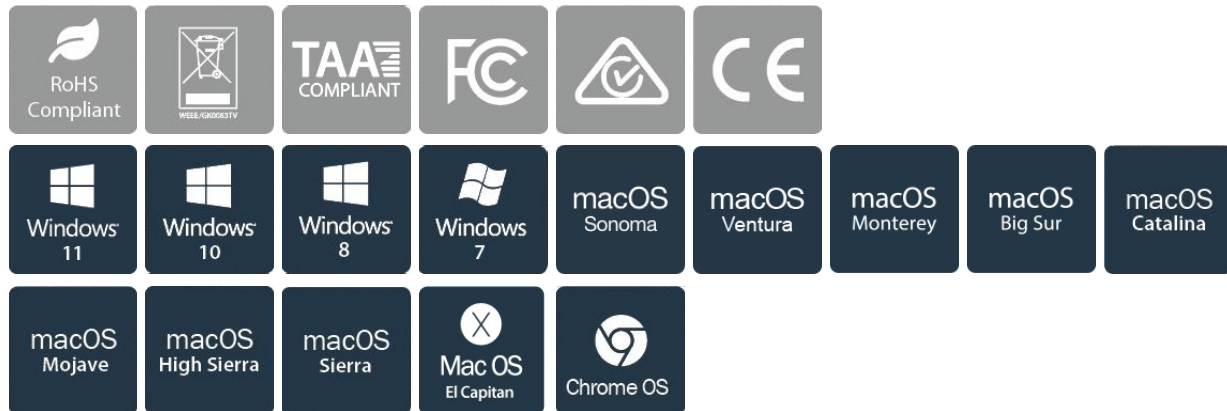 RoHS
Compliant
WEEE/GK0063TV
TAA
COMPLIANT
FC
CE
Windows
11
Windows
10
Windows
8
Windows
7
macOS
Sonoma
macOS
Ventura
macOS
Monterey
macOS
Big Sur
macOS
Catalina
macOS
Mojave
macOS
High Sierra
macOS
Sierra
X
Mac OS
El Capitan
Chrome OS